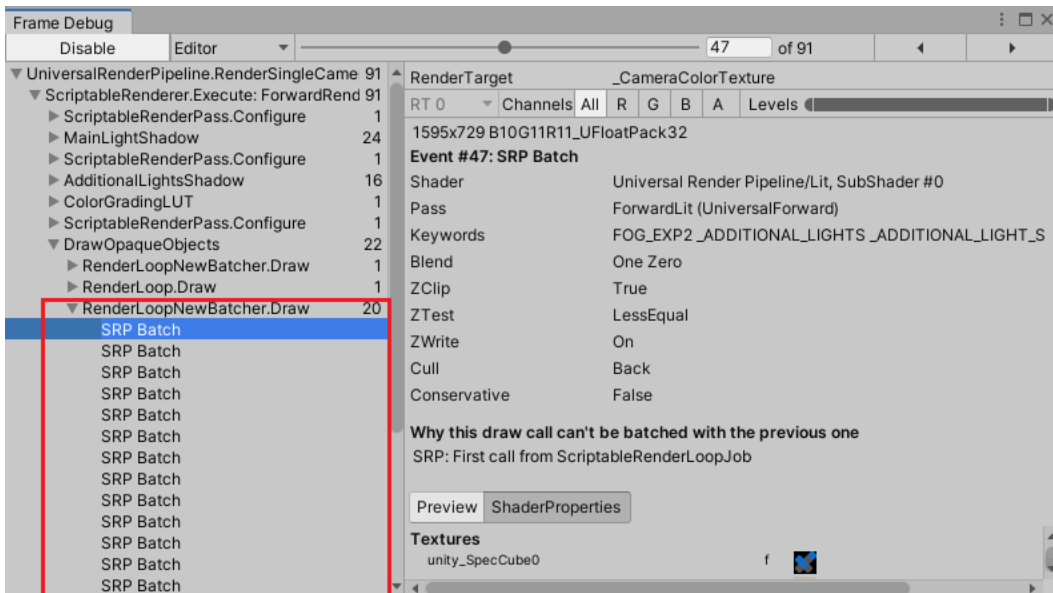 Frame Debug
Disable Editor 47 of 91
UniversalRenderPipeline.RenderSingleCame 91
ScriptableRenderer.Execute: ForwardRend 91
ScriptableRenderPass.Configure 1
MainLightShadow 24
ScriptableRenderPass.Configure 1
AdditionalLightsShadow 16
ColorGradingLUT 1
ScriptableRenderPass.Configure 1
DrawOpaqueObjects 22
RenderLoopNewBatcher.Draw 1
RenderLoop.Draw 1
RenderLoopNewBatcher.Draw 20
SRP Batch
SRP Batch
SRP Batch
SRP Batch
SRP Batch
SRP Batch
SRP Batch
SRP Batch
SRP Batch
SRP Batch
SRP Batch
SRP Batch
SRP Batch
RenderTarget _CameraColorTexture
RT 0 Channels All R G B A Levels
1595x729 B10G11R11_UFloatPack32
Event #47: SRP Batch
Shader Universal Render Pipeline/Lit, SubShader #0
Pass ForwardLit (UniversalForward)
Keywords FOG_EXP2 _ADDITIONAL_LIGHTS _ADDITIONAL_LIGHT_S
Blend One Zero
ZClip True
ZTest LessEqual
ZWrite On
Cull Back
Conservative False
Why this draw call can't be batched with the previous one
SRP: First call from ScriptableRenderLoopJob
Preview ShaderProperties
Textures
unity_SpecCube0 f